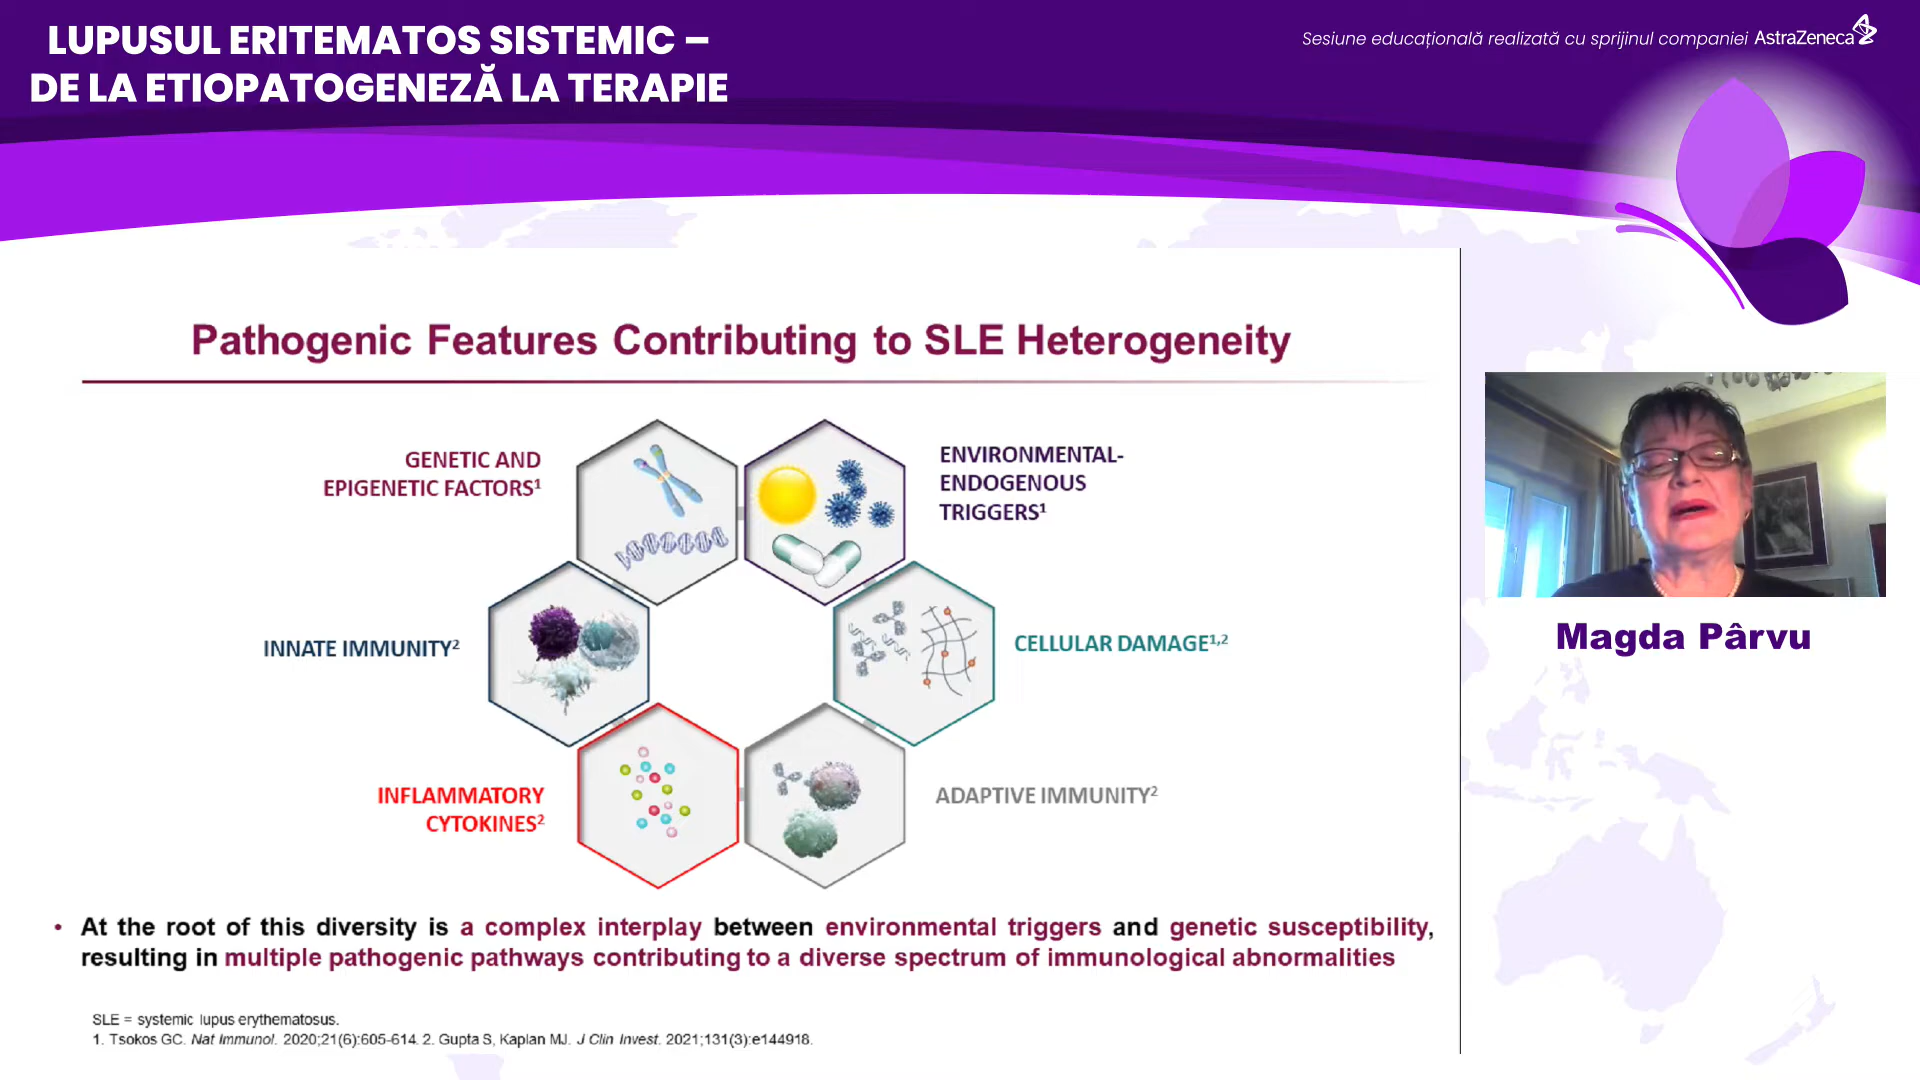 LUPUSUL ERITEMATOS SISTEMIC –
DE LA ETIOPATOGENEZĂ LA TERAPIE
Sesiune educațională realizată cu sprijinul companiei AstraZeneca
Pathogenic Features Contributing to SLE Heterogeneity
GENETIC AND
EPIGENETIC FACTORS¹
ENVIRONMENTAL-
ENDOGENOUS
TRIGGERS¹
INNATE IMMUNITY²
CELLULAR DAMAGE¹,²
INFLAMMATORY
CYTOKINES²
ADAPTIVE IMMUNITY²
• At the root of this diversity is a complex interplay between environmental triggers and genetic susceptibility,
resulting in multiple pathogenic pathways contributing to a diverse spectrum of immunological abnormalities
SLE = systemic lupus erythematosus.
1. Tsokos GC. Nat Immunol. 2020;21(6):605-614. 2. Gupta S, Kaplan MJ. J Clin Invest. 2021;131(3):e144918.
Magda Pârvu